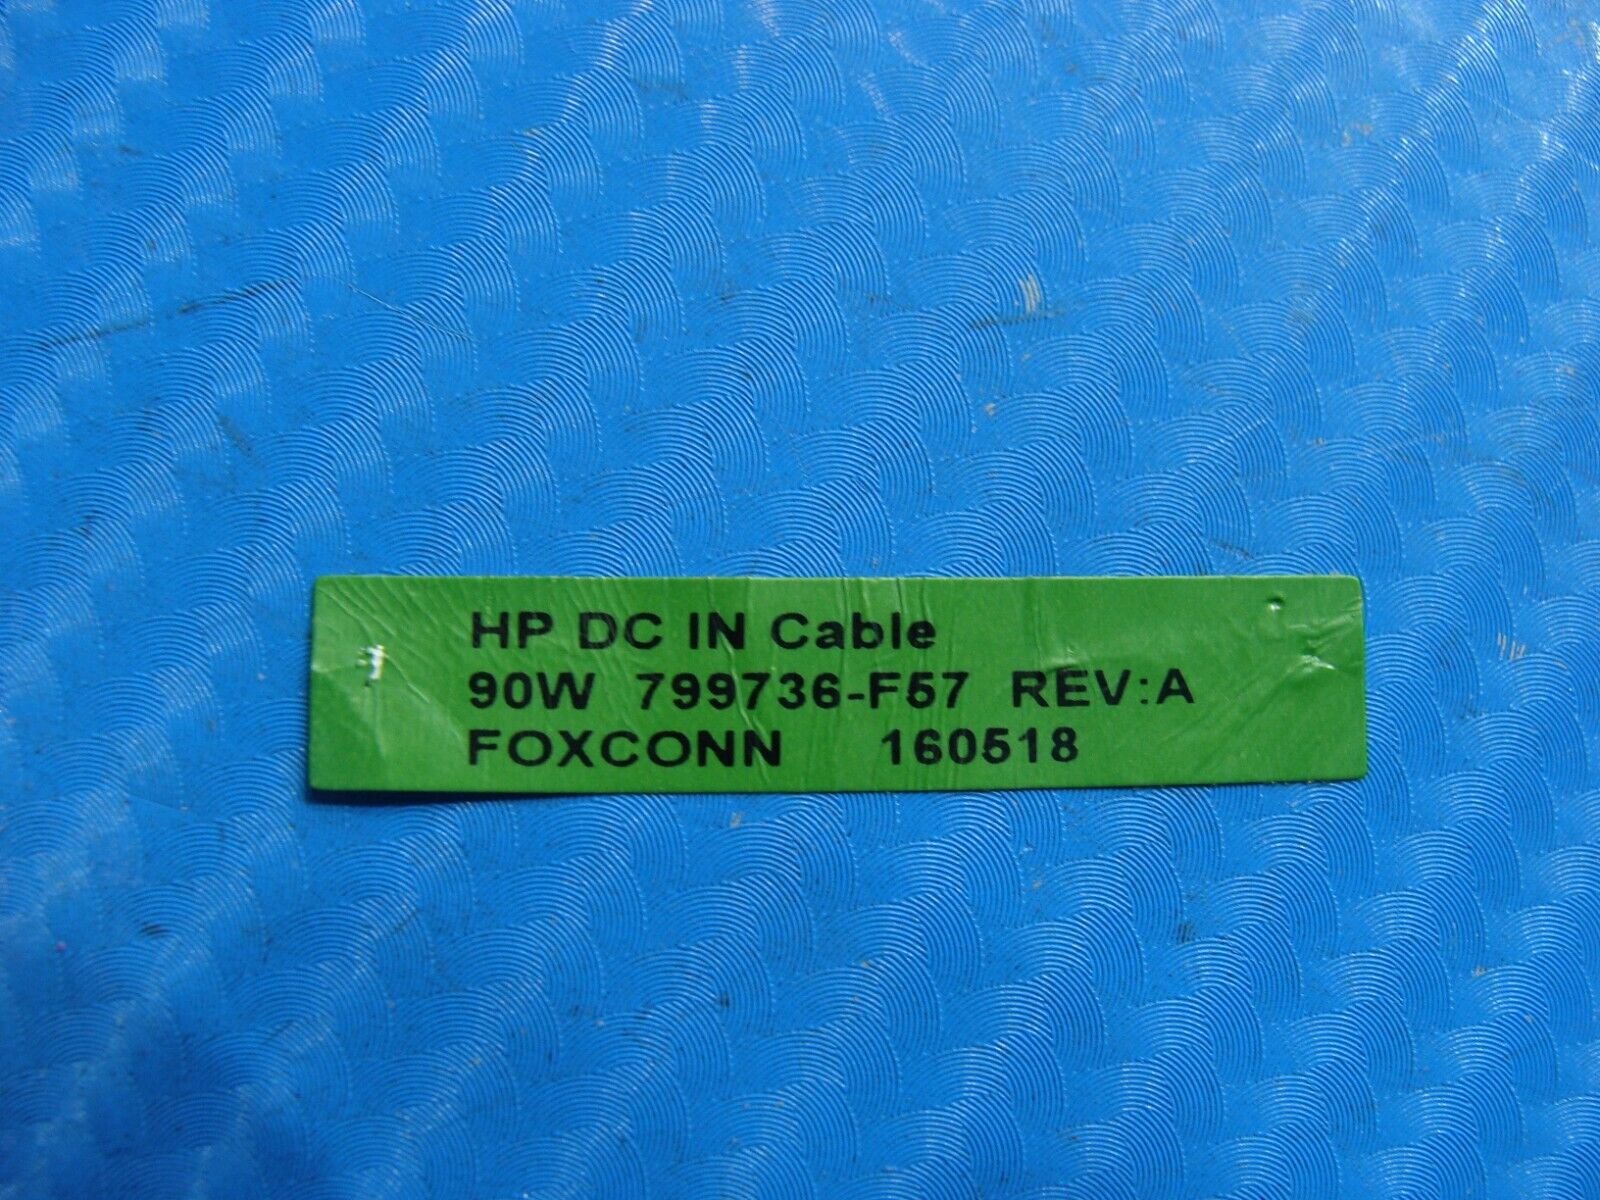 HP DC IN Cable
90W 799736-F57 REV:A
FOXCONN 160518